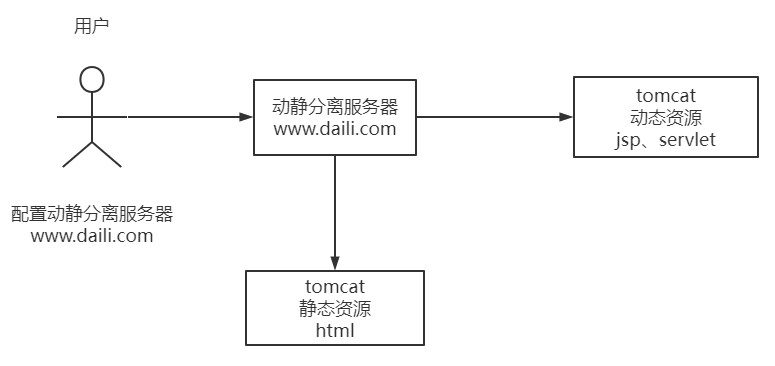 用户
动静分离服务器
www.daili.com
tomcat
动态资源
jsp、servlet
配置动静分离服务器
www.daili.com
tomcat
静态资源
html